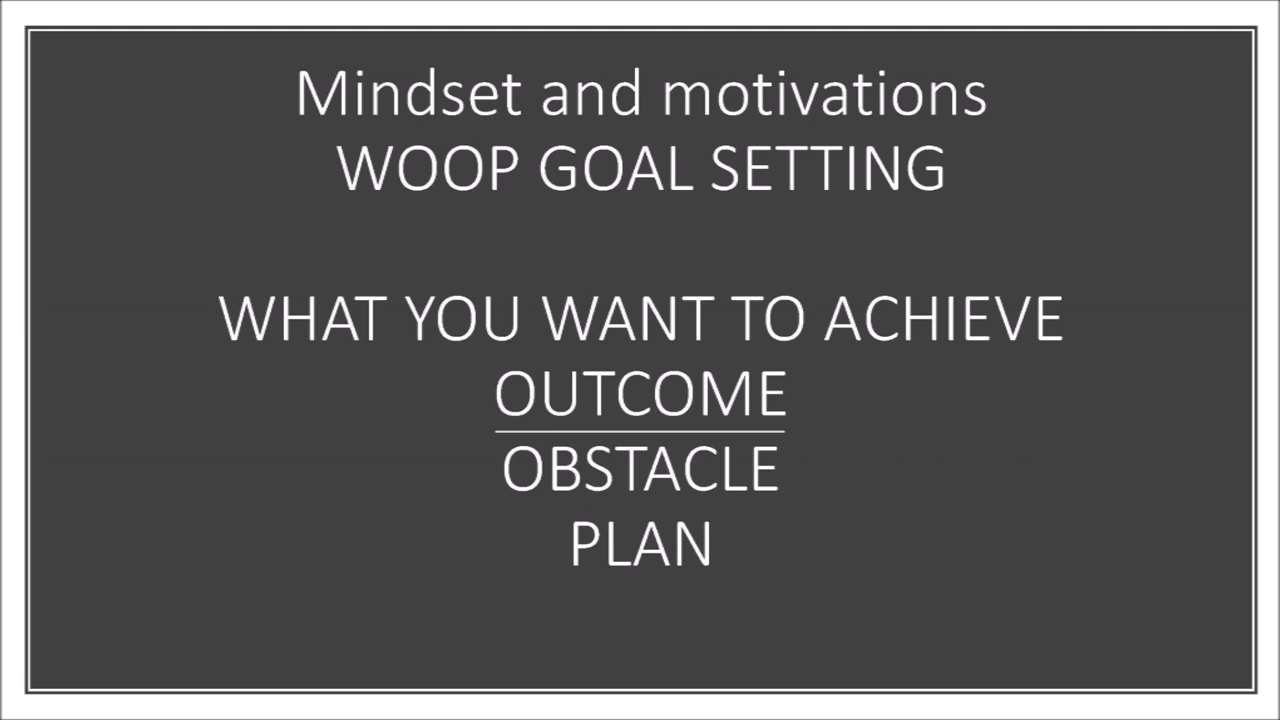 Mindset and motivations
WOOP GOAL SETTING
WHAT YOU WANT TO ACHIEVE
OUTCOME
OBSTACLE
PLAN